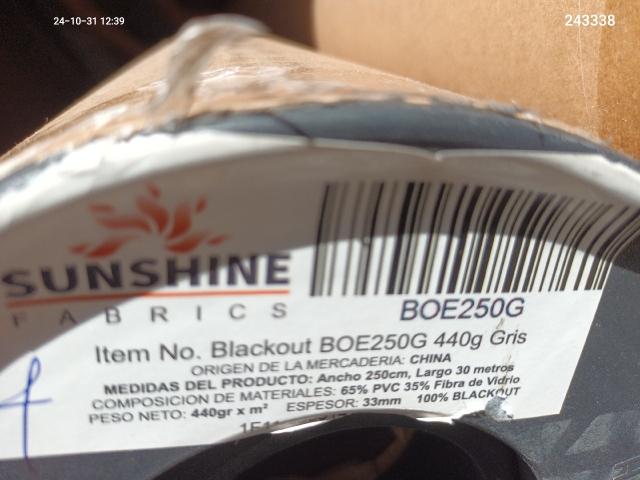 24-10-31 12:39
243338
SUNSHINE
FABRICS
BOE250G
Item No. Blackout BOE250G 440g Gris
ORIGEN DE LA MERCADERIA: CHINA
MEDIDAS DEL PRODUCTO: Ancho 250cm, Largo 30 metros
COMPOSICION DE MATERIALES: 65% PVC 35% Fibra de Vidrio
PESO NETO: 440gr x m² ESPESOR: 33mm 100% BLACKOUT